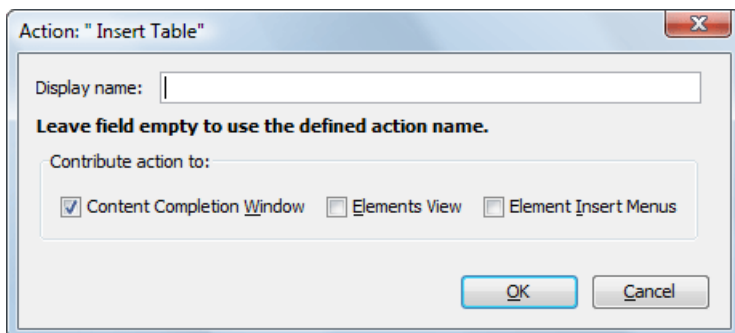 Action: " Insert Table"
Display name:
Leave field empty to use the defined action name.
Contribute action to:
Content Completion Window Elements View Element Insert Menus
OK Cancel